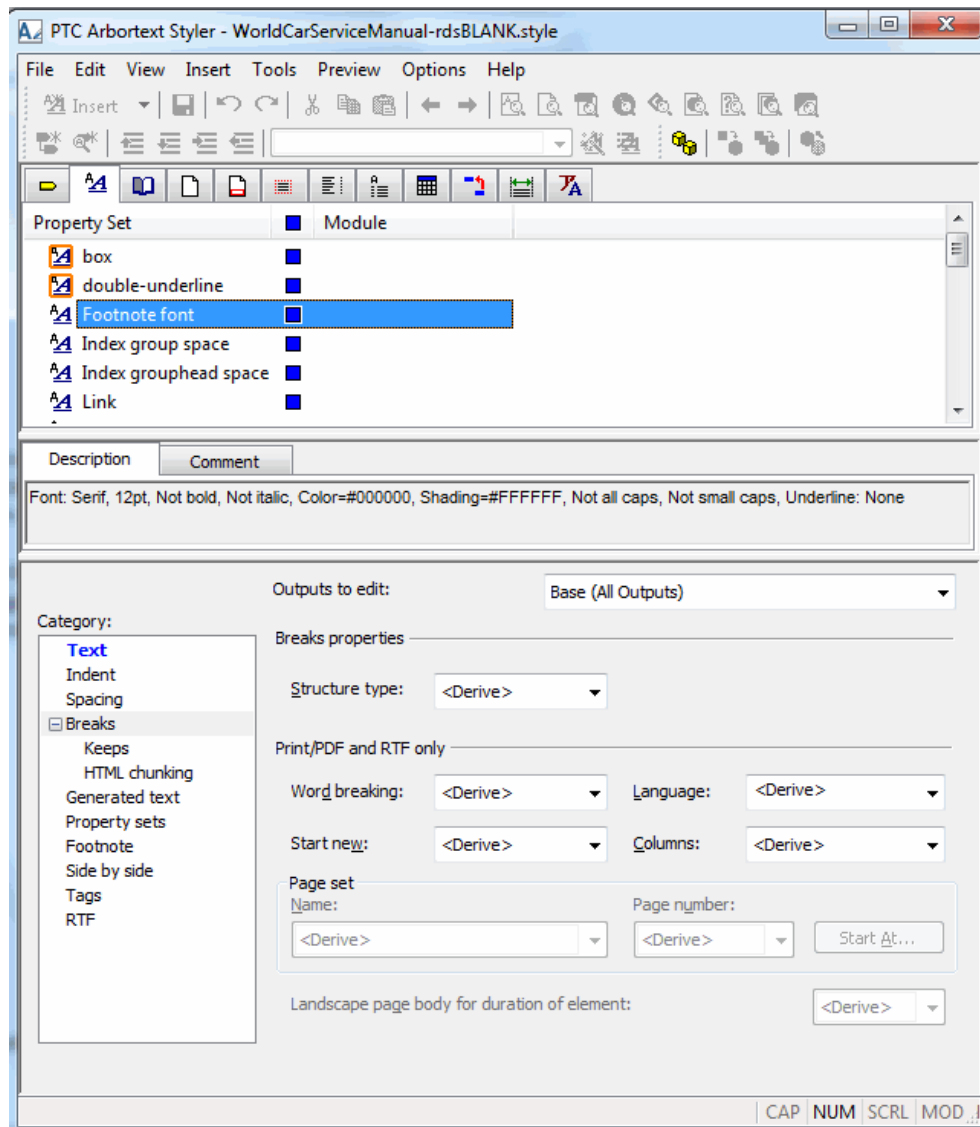 PTC Arbortext Styler - WorldCarServiceManual-rdsBLANK.style
File Edit View Insert Tools Preview Options Help
Insert
Property Set Module
box
double-underline
Footnote font
Index group space
Index grouphead space
Link
Description Comment
Font: Serif, 12pt, Not bold, Not italic, Color=#000000, Shading=#FFFFFF, Not all caps, Not small caps, Underline: None
Outputs to edit: Base (All Outputs)
Category:
Text
Indent
Spacing
Breaks
Keeps
HTML chunking
Generated text
Property sets
Footnote
Side by side
Tags
RTF
Breaks properties
Structure type: <Derive>
Print/PDF and RTF only
Word breaking: <Derive> Language: <Derive>
Start new: <Derive> Columns: <Derive>
Page set
Name: Page number:
<Derive> <Derive> Start At...
Landscape page body for duration of element: <Derive>
CAP NUM SCRL MOD